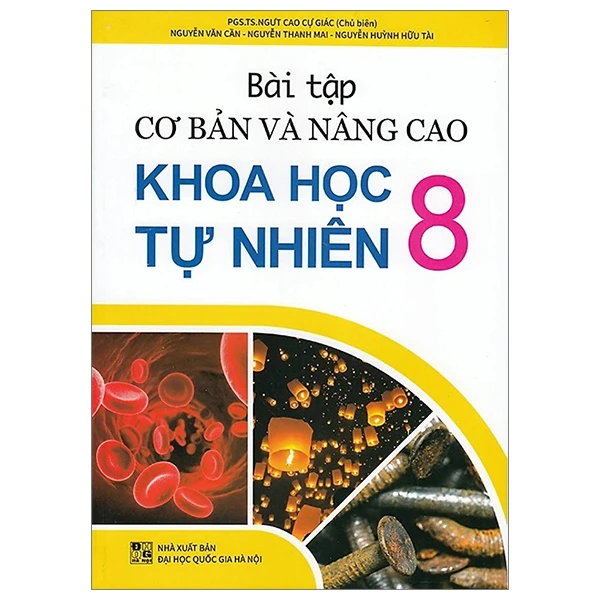 PGS.TS.NGƯT CAO CỰ GIÁC (Chủ biên)
NGUYỄN VĂN CĂN - NGUYỄN THANH MAI - NGUYỄN HUỲNH HỮU TÀI
Bài tập
CƠ BẢN VÀ NÂNG CAO
KHOA HỌC
TỰ NHIÊN 8
NHÀ XUẤT BẢN
ĐẠI HỌC QUỐC GIA HÀ NỘI